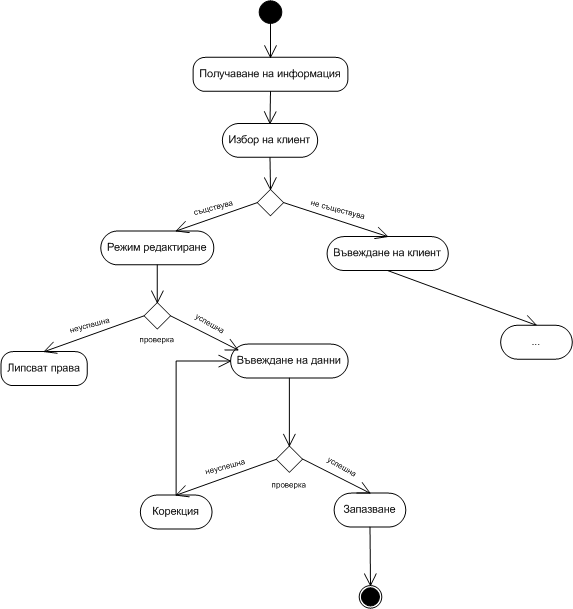 Получаване на информация
Избор на клиент
същствува
не съществува
Режим редактиране
Въвеждане на клиент
неуспешна
успешна
проверка
...
Липсват права
Въвеждане на данни
неуспешна
успешна
проверка
Корекция
Запазване